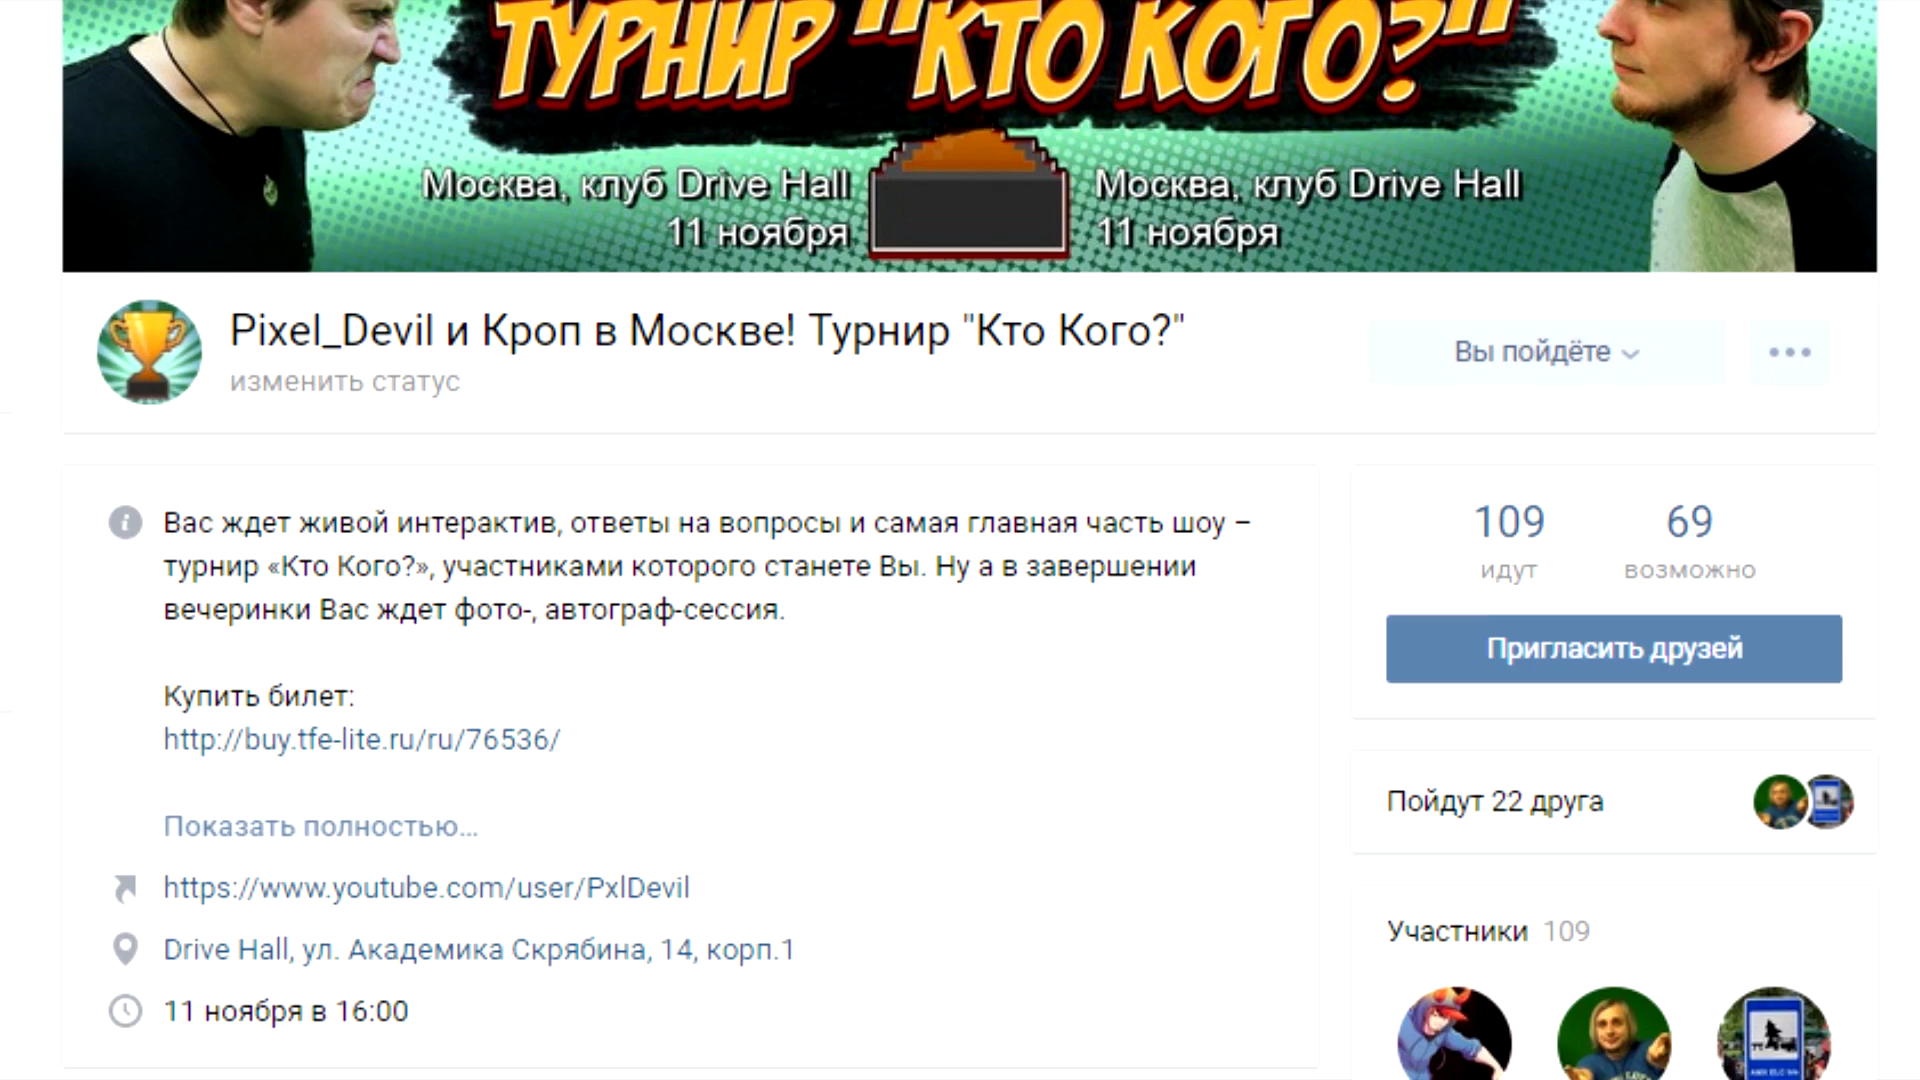 ТУРНИР "КТО КОГО?"
Москва, клуб Drive Hall
11 ноября
Москва, клуб Drive Hall
11 ноября
Pixel_Devil и Кроп в Москве! Турнир "Кто Кого?"
изменить статус
Вы пойдёте
Вас ждет живой интерактив, ответы на вопросы и самая главная часть шоу –
турнир «Кто Кого?», участниками которого станете Вы. Ну а в завершении
вечеринки Вас ждет фото-, автограф-сессия.
Купить билет:
http://buy.tfe-lite.ru/ru/76536/
Показать полностью...
https://www.youtube.com/user/PxlDevil
Drive Hall, ул. Академика Скрябина, 14, корп.1
11 ноября в 16:00
109
идут
69
возможно
Пригласить друзей
Пойдут 22 друга
Участники 109